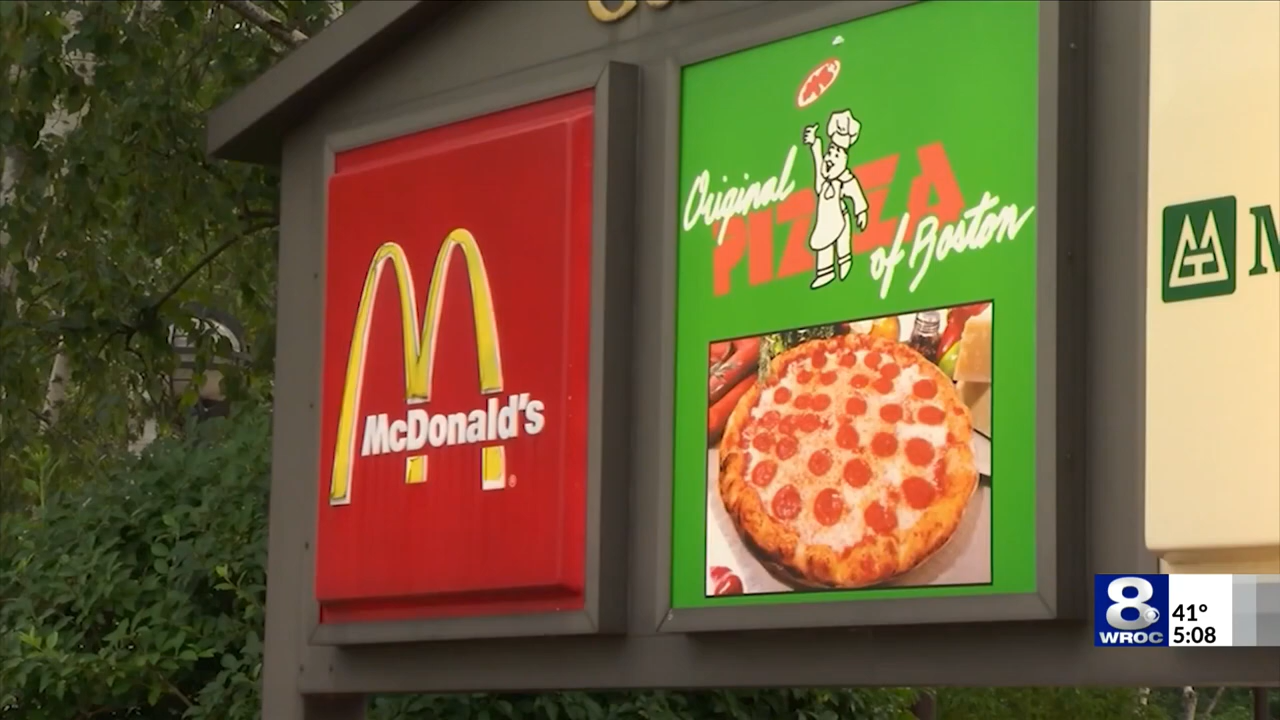 McDonald's
Original
PIZZA
of Boston
8
WROC
41°
5:08